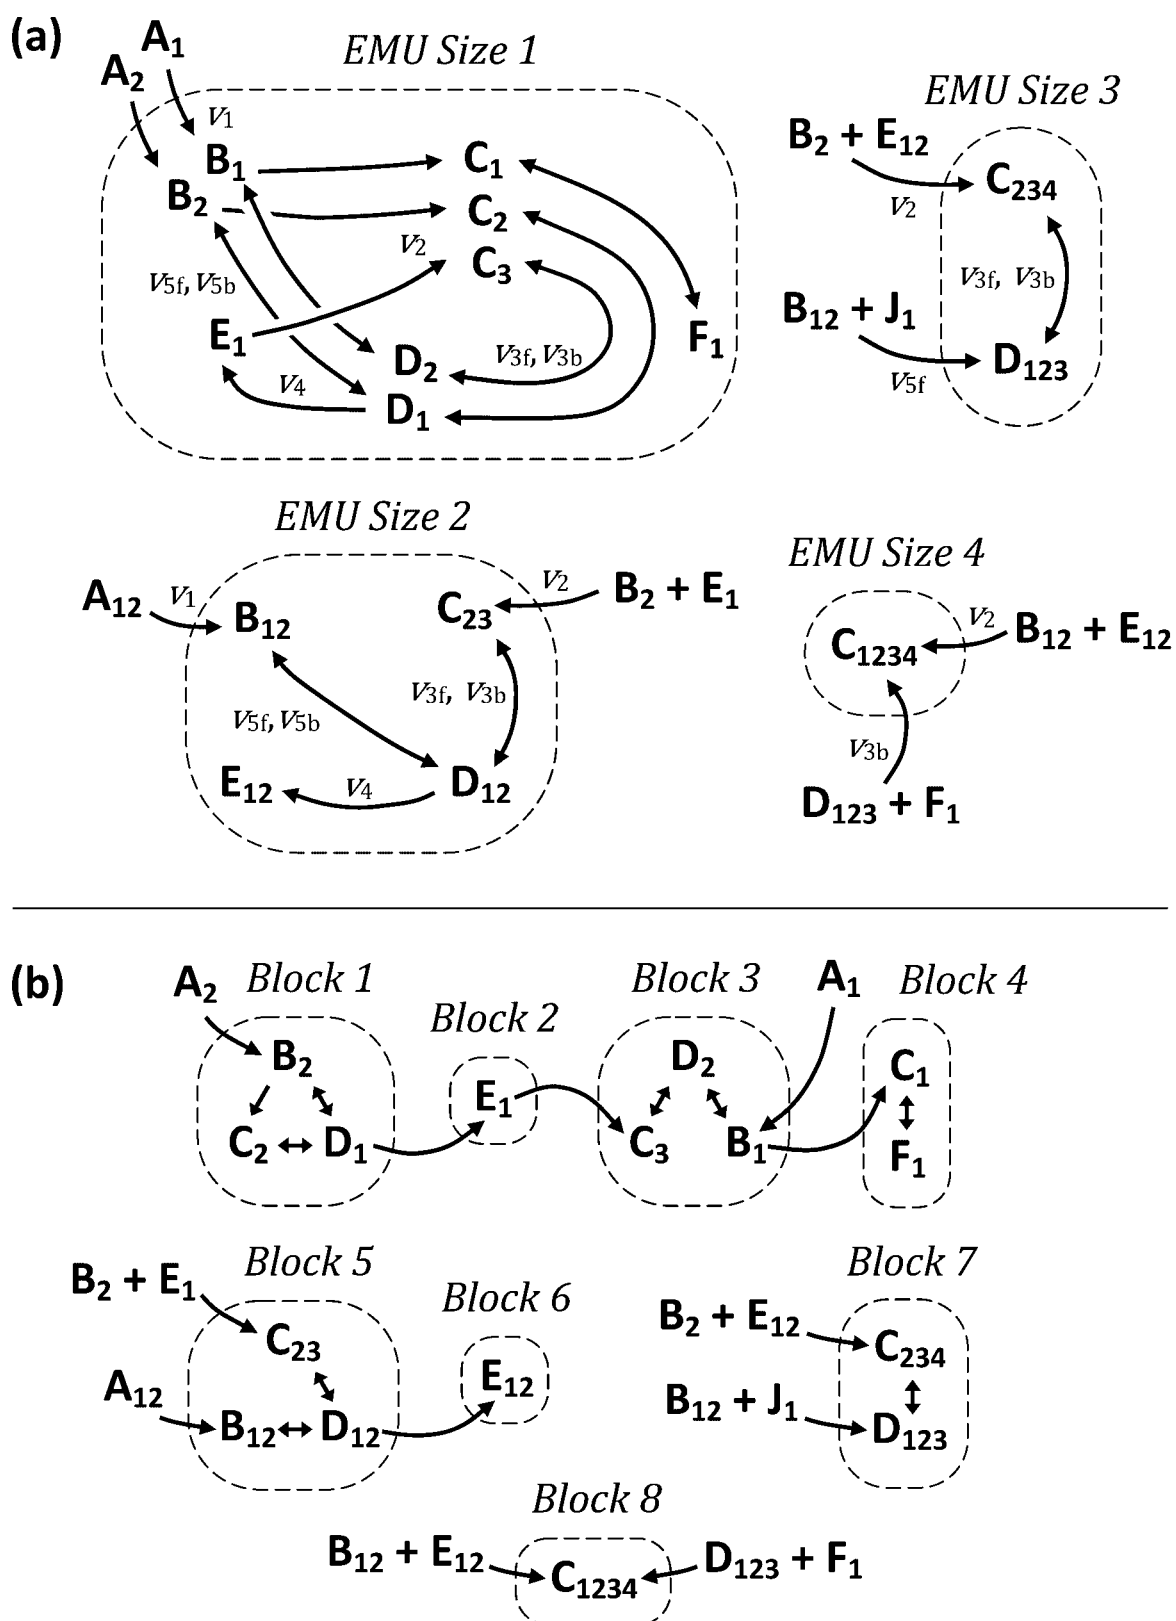 (a)
A1
A2
EMU Size 1
v1
B1
B2
C1
C2
v2
C3
v5f, v5b
E1
F1
D2
v3f, v3b
v4
D1
EMU Size 3
B2 + E12
C234
v2
v3f, v3b
B12 + J1
D123
v5f
EMU Size 2
A12
v1
B12
C23
v2
B2 + E1
v3f, v3b
v5f, v5b
E12
v4
D12
EMU Size 4
C1234
v2
B12 + E12
v3b
D123 + F1
(b)
A2
Block 1
B2
C2
D1
Block 2
E1
Block 3
D2
C3
B1
A1
Block 4
C1
F1
B2 + E1
Block 5
C23
A12
B12
D12
Block 6
E12
Block 7
B2 + E12
C234
B12 + J1
D123
Block 8
B12 + E12
C1234
D123 + F1